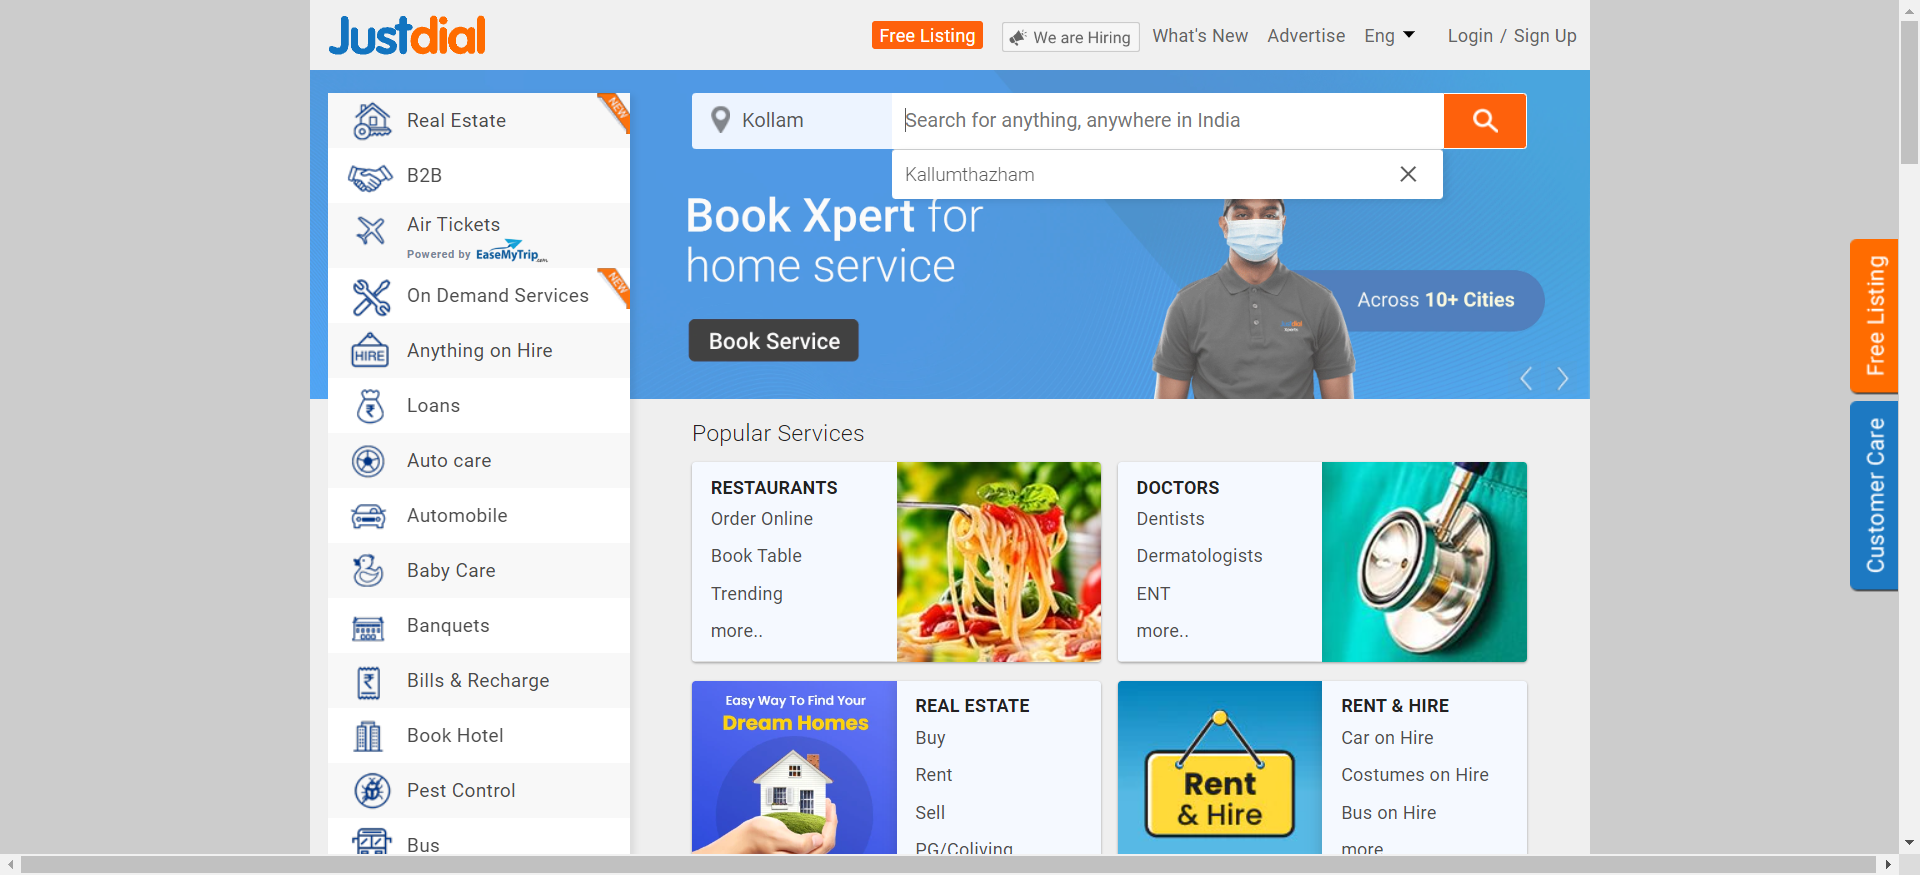 Justdial
Free Listing
We are Hiring
What's New
Advertise
Eng
Login / Sign Up
Real Estate
NEW
B2B
Air Tickets
Powered by EaseMyTrip.com
On Demand Services
NEW
Anything on Hire
HIRE
Loans
Auto care
Automobile
Baby Care
Banquets
Bills & Recharge
Book Hotel
Pest Control
Bus
Kollam
Search for anything, anywhere in India
Kallumthazham
Book Xpert for
home service
Book Service
Across 10+ Cities
Justdial
Popular Services
RESTAURANTS
Order Online
Book Table
Trending
more..
DOCTORS
Dentists
Dermatologists
ENT
more..
Easy Way To Find Your
Dream Homes
REAL ESTATE
Buy
Rent
Sell
PG/Coliving
Rent
& Hire
RENT & HIRE
Car on Hire
Costumes on Hire
Bus on Hire
more
Free Listing
Customer Care